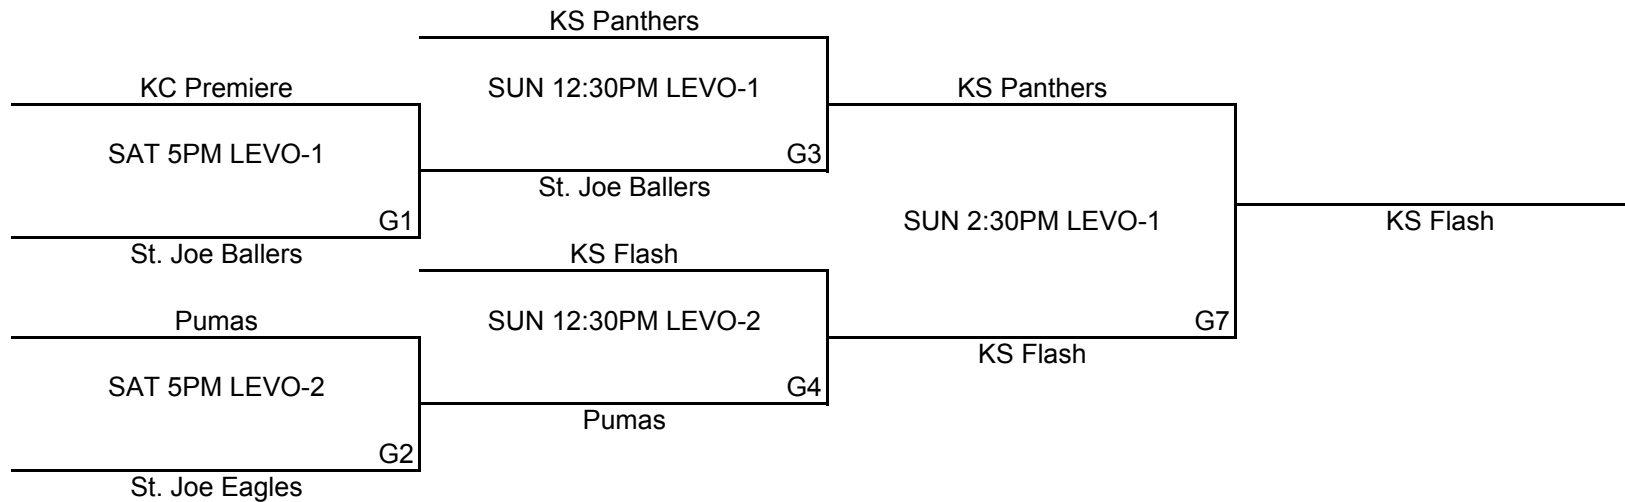 KS Panthers
KC Premiere
SUN 12:30PM LEVO-1
KS Panthers
SAT 5PM LEVO-1
G3
St. Joe Ballers
G1
SUN 2:30PM LEVO-1
KS Flash
St. Joe Ballers
KS Flash
Pumas
SUN 12:30PM LEVO-2
G7
KS Flash
SAT 5PM LEVO-2
G4
Pumas
G2
St. Joe Eagles